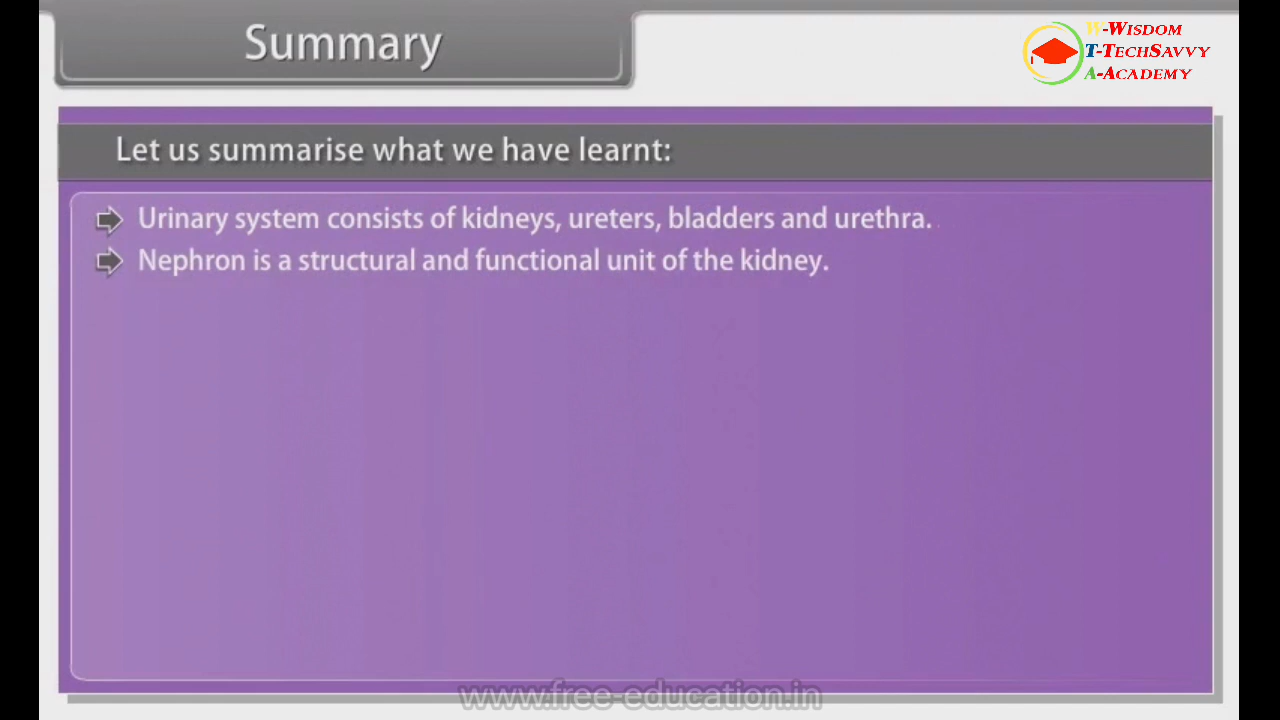 Summary
W-Wisdom
T-TechSavvy
A-Academy
Let us summarise what we have learnt:
Urinary system consists of kidneys, ureters, bladders and urethra.
Nephron is a structural and functional unit of the kidney.
www.free-education.in